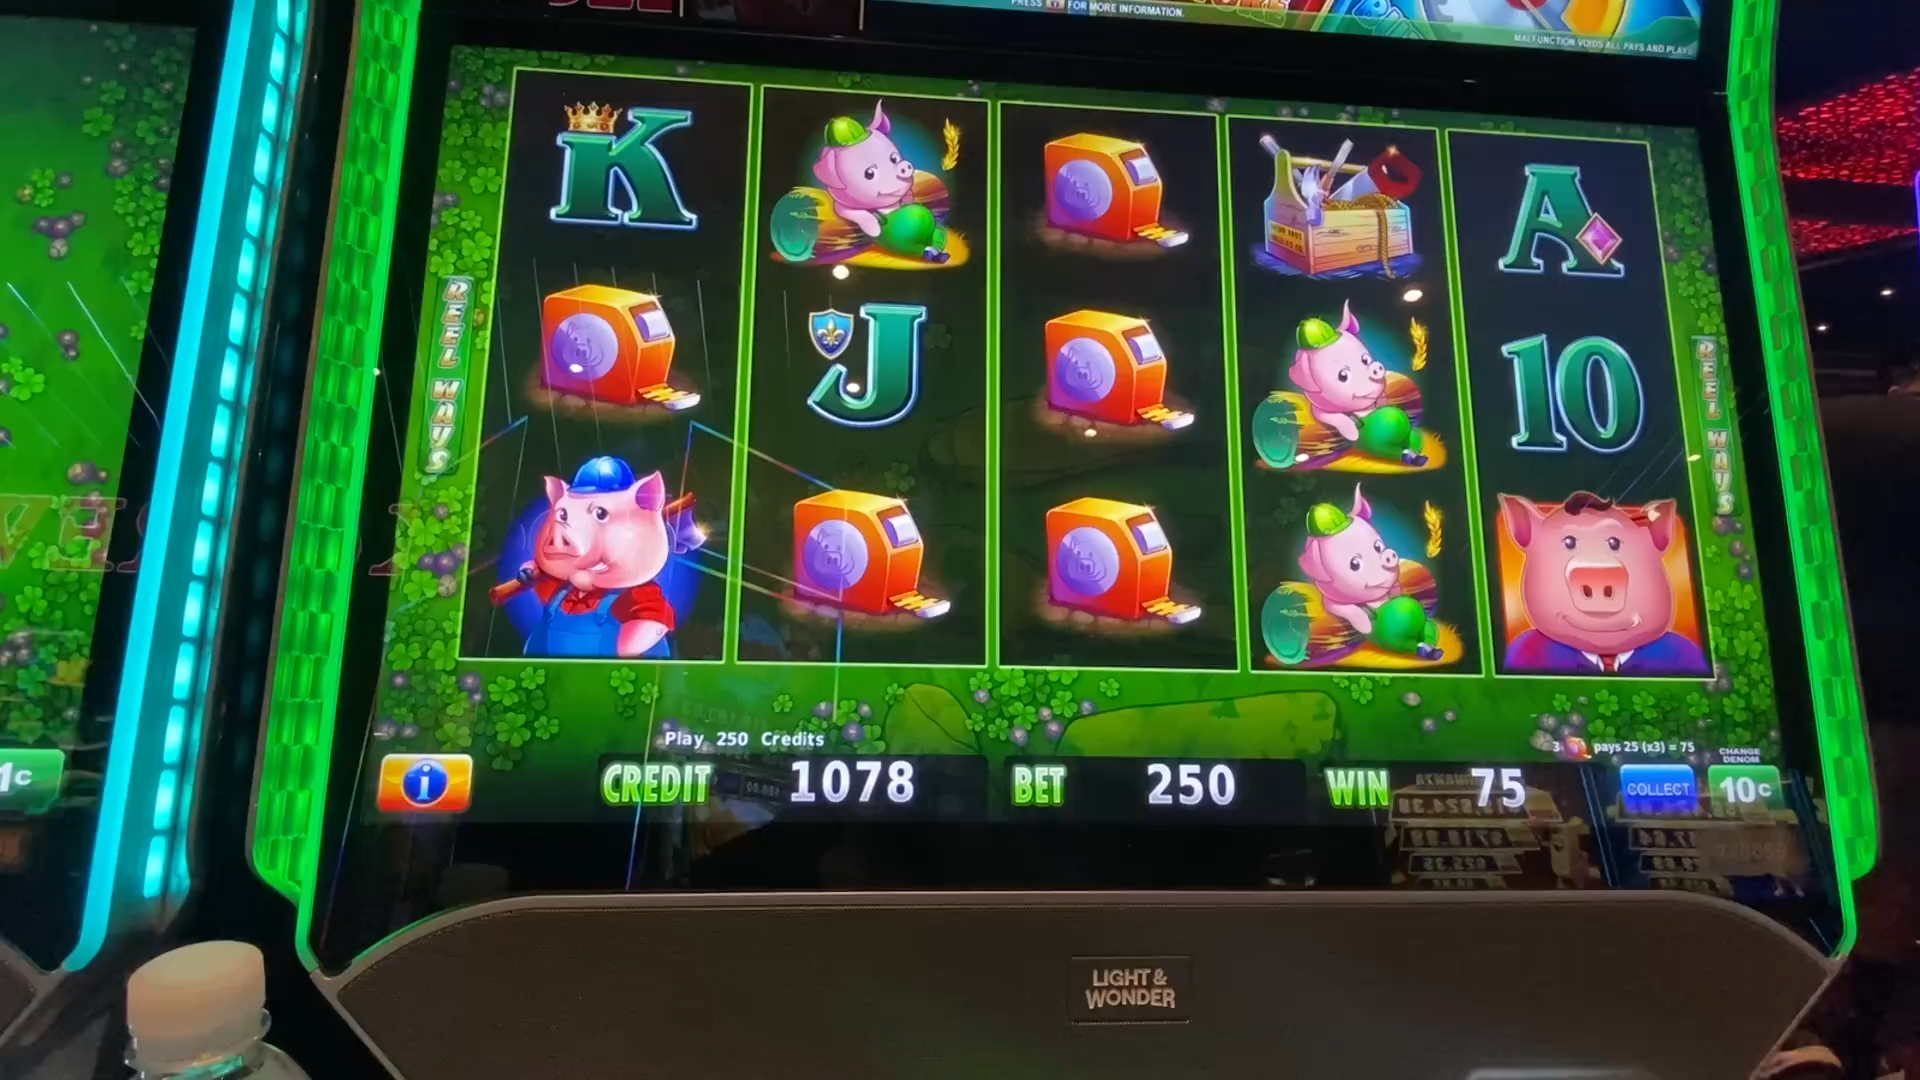 PRESS FOR MORE INFORMATION.
MALFUNCTION VOIDS ALL PAYS AND PLAYS
K
A
REEL WAYS
J
10
REEL WAYS
Play 250 Credits
3 pays 25 (x3) = 75
CHANGE
DENOM
1c
i
CREDIT 1078
BET 250
WIN 75
COLLECT
10c
LIGHT &
WONDER